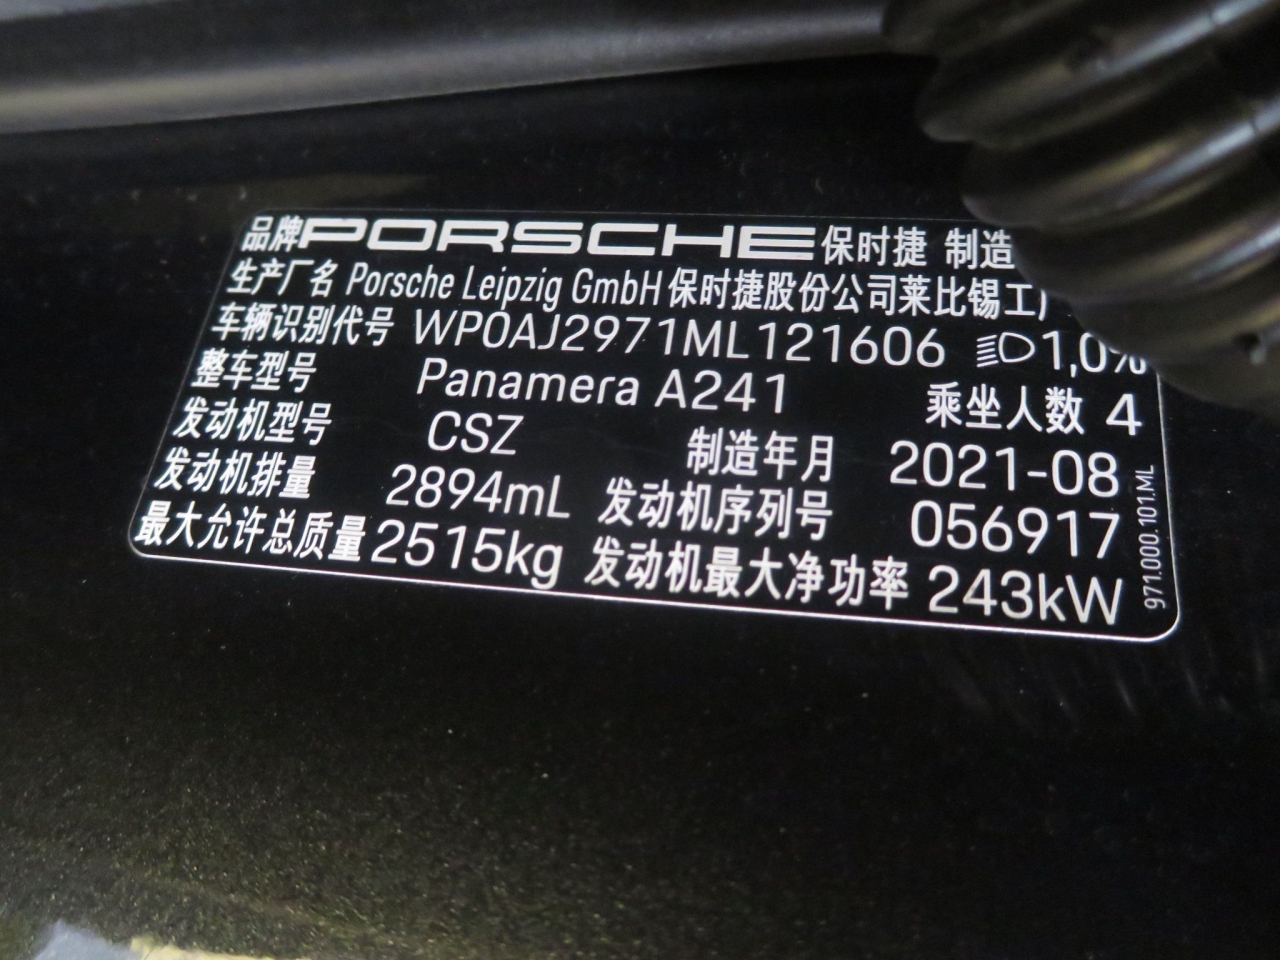 品牌PORSCHE保时捷 制造
生产厂名 Porsche Leipzig GmbH保时捷股份公司莱比锡工厂
车辆识别代号 WP0AJ2971ML121606 1,0%
整车型号 Panamera A241 乘坐人数 4
发动机型号 CSZ 制造年月 2021-08
发动机排量 2894mL 发动机序列号 056917
最大允许总质量 2515kg 发动机最大净功率 243kW
971.000.101.ML